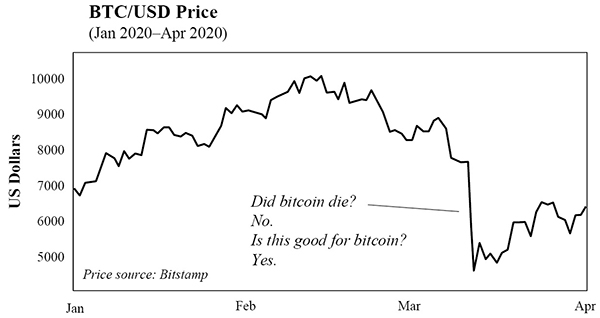 BTC/USD Price
(Jan 2020–Apr 2020)
US Dollars
10000
9000
8000
7000
6000
5000
Did bitcoin die?
No.
Is this good for bitcoin?
Yes.
Price source: Bitstamp
Jan
Feb
Mar
Apr